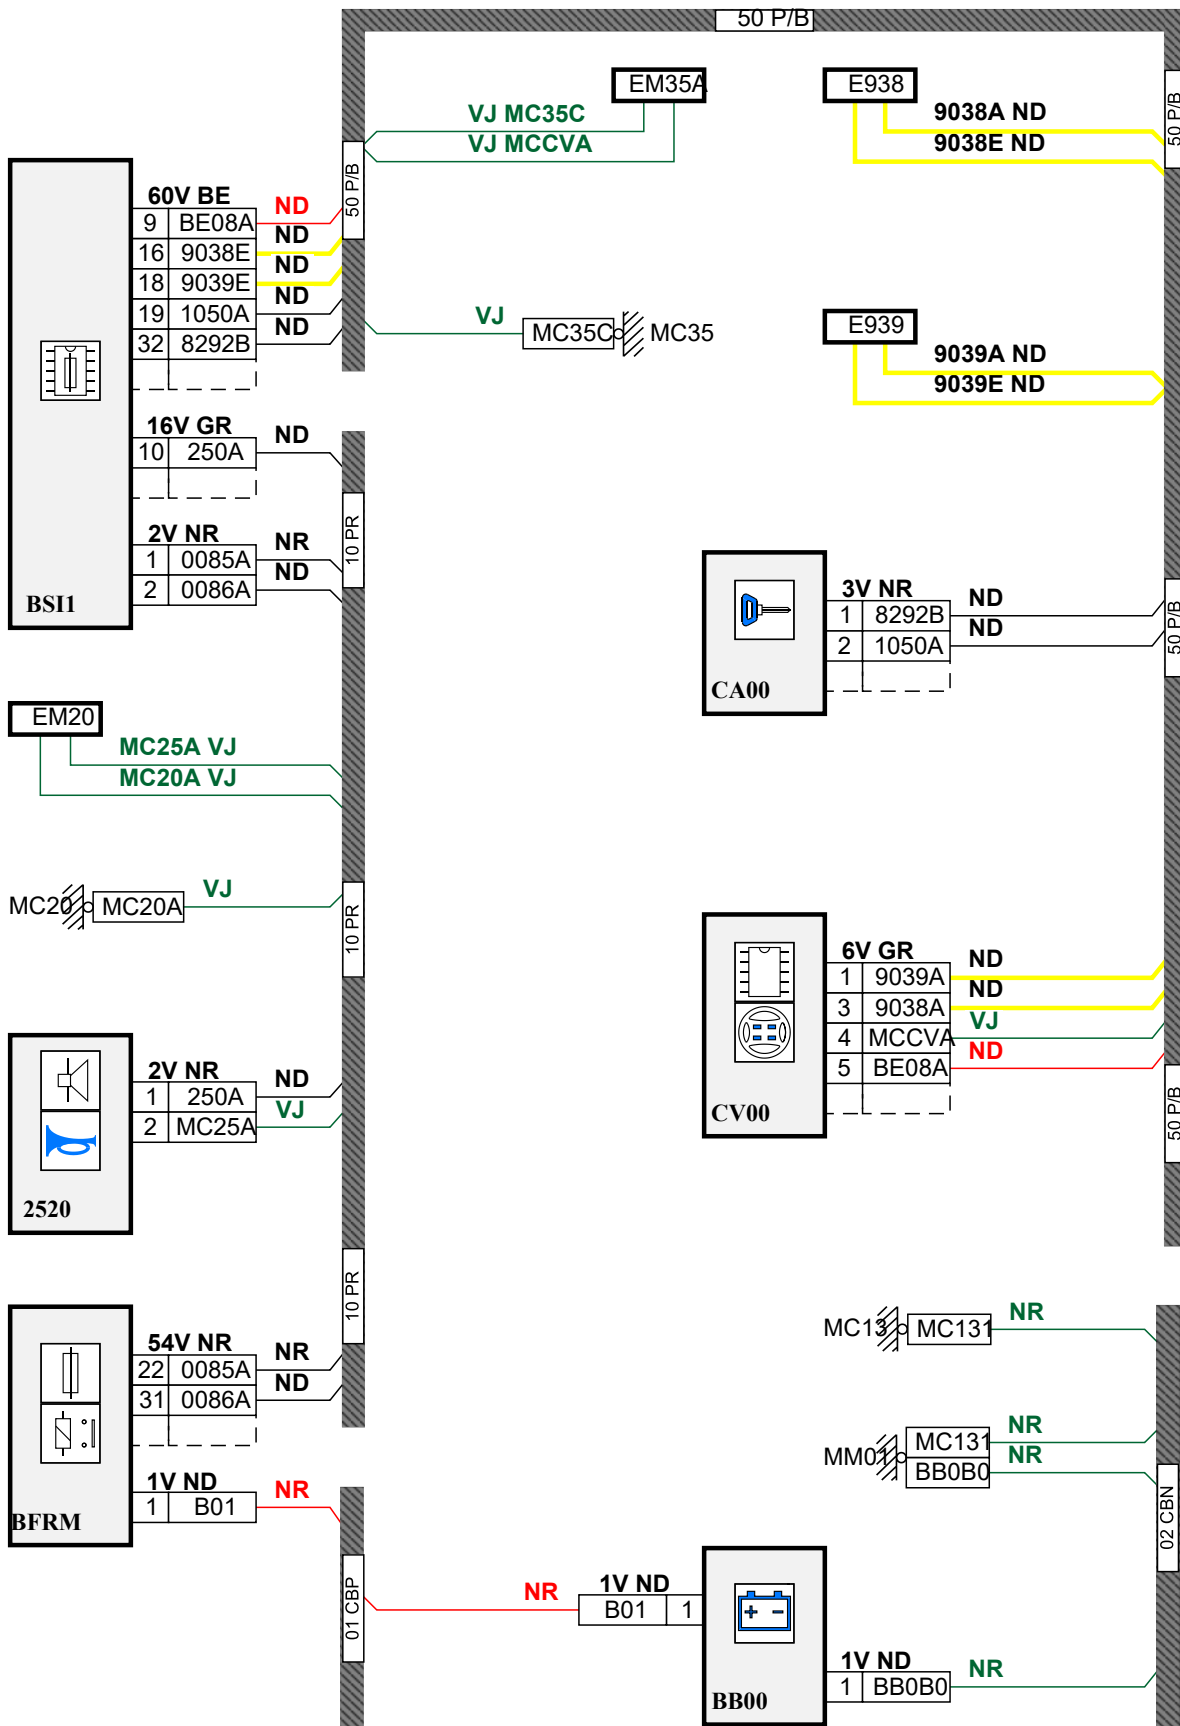 50 P/B
EM35A
E938
VJ MC35C
VJ MCCVA
9038A ND
9038E ND
50 P/B
50 P/B
60V BE
9 BE08A ND
16 9038E ND
18 9039E ND
19 1050A ND
32 8292B ND
VJ
MC35C MC35
E939
9039A ND
9039E ND
16V GR
10 250A ND
10 PR
2V NR
1 0085A NR
2 0086A ND
BSI1
3V NR
1 8292B ND
2 1050A ND
CA00
50 P/B
EM20
MC25A VJ
MC20A VJ
MC20 MC20A VJ
10 PR
6V GR
1 9039A ND
3 9038A ND
4 MCCVA VJ
5 BE08A ND
CV00
50 P/B
2V NR
1 250A ND
2 MC25A VJ
2520
10 PR
54V NR
22 0085A NR
31 0086A ND
1V ND
1 B01 NR
BFRM
MC13 MC131 NR
MM01 MC131 NR
BB0B0 NR
02 CBN
01 CBP
NR
1V ND
B01 1
1V ND
1 BB0B0 NR
BB00